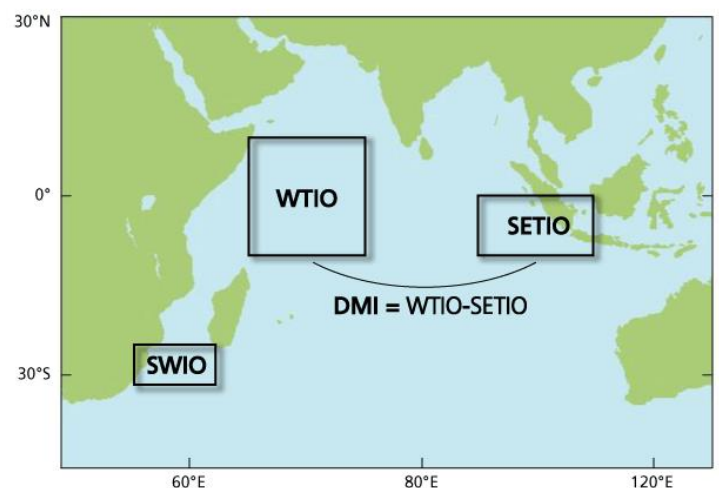 30°N
WTIO
0°
SETIO
DMI = WTIO-SETIO
SWIO
30°S
60°E
80°E
120°E